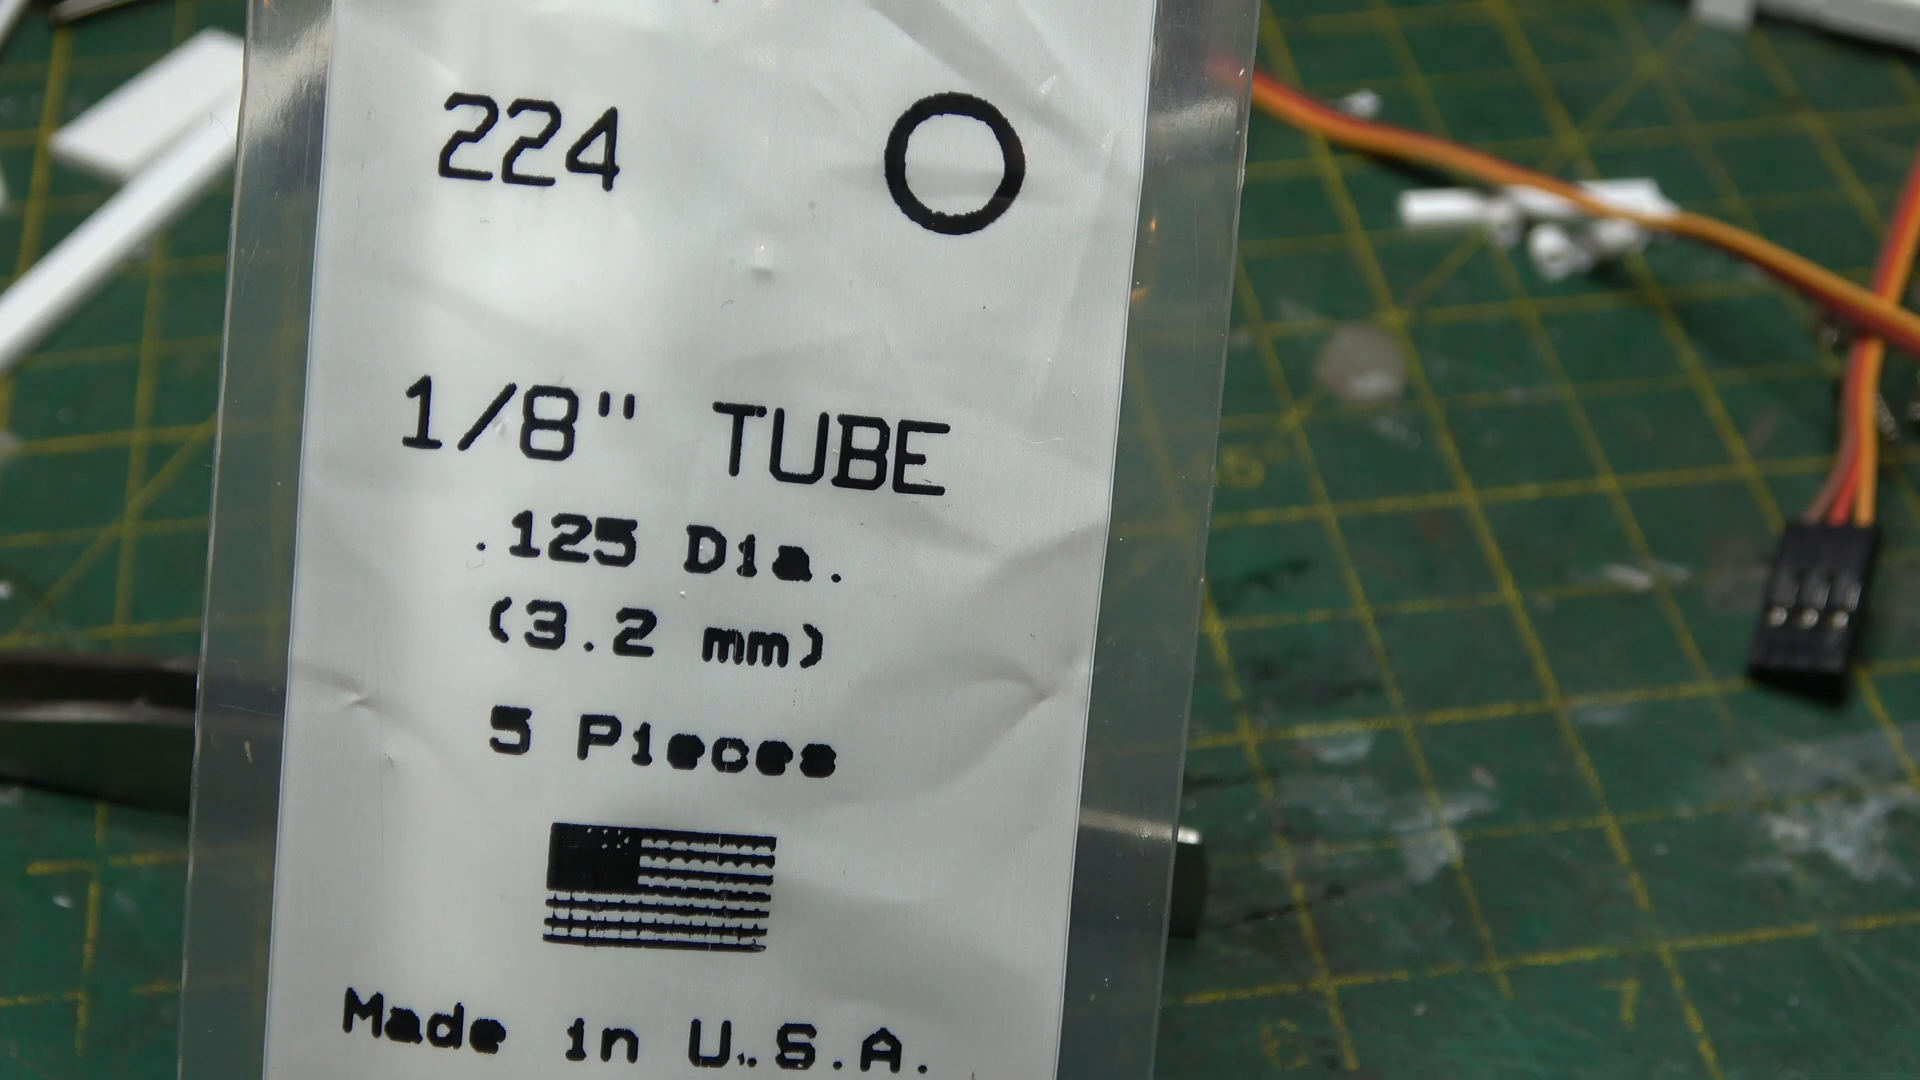 224
1/8" TUBE
.125 Dia.
(3.2 mm)
5 Pieces
Made in U.S.A.